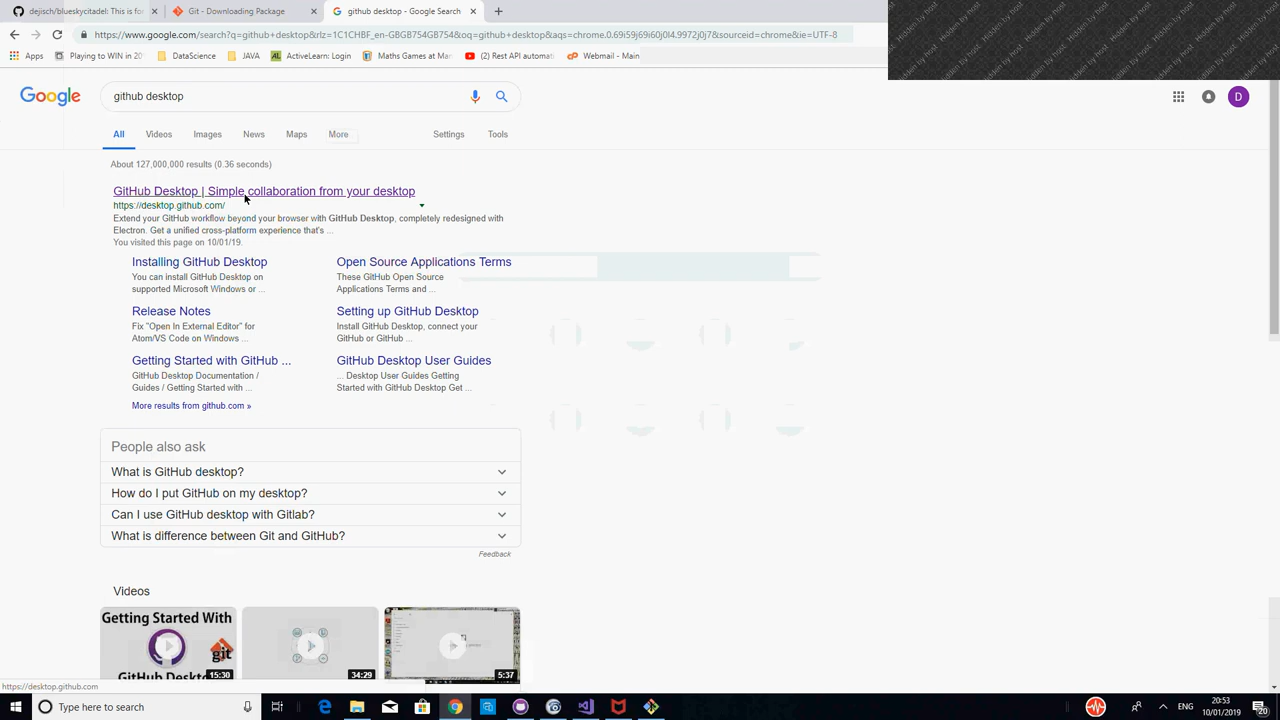 dejisch/blueskycitadel: This is for
Git - Downloading Package
github desktop - Google Search
https://www.google.com/search?q=github+desktop&rlz=1C1CHBF_en-GBGB754GB754&oq=github+desktop&aqs=chrome.0.69i59j69i60j0l4.9972j0j7&sourceid=chrome&ie=UTF-8
Apps
Playing to WIN in 20
DataScience
JAVA
ActiveLearn: Login
Maths Games at Mar
(2) Rest API automat
Webmail - Main
Hidden by host
Google
github desktop
D
All
Videos
Images
News
Maps
More
Settings
Tools
About 127,000,000 results (0.36 seconds)
GitHub Desktop | Simple collaboration from your desktop
https://desktop.github.com/
Extend your GitHub workflow beyond your browser with GitHub Desktop, completely redesigned with
Electron. Get a unified cross-platform experience that's ...
You visited this page on 10/01/19.
Installing GitHub Desktop
You can install GitHub Desktop on
supported Microsoft Windows or ...
Open Source Applications Terms
These GitHub Open Source
Applications Terms and ...
Release Notes
Fix "Open In External Editor" for
Atom/VS Code on Windows ...
Setting up GitHub Desktop
Install GitHub Desktop, connect your
GitHub or GitHub ...
Getting Started with GitHub ...
GitHub Desktop Documentation /
Guides / Getting Started with ...
GitHub Desktop User Guides
... Desktop User Guides Getting
Started with GitHub Desktop Get ...
More results from github.com »
People also ask
What is GitHub desktop?
How do I put GitHub on my desktop?
Can I use GitHub desktop with Gitlab?
What is difference between Git and GitHub?
Feedback
Videos
Getting Started With
git
GitHub Deskto
15:30
34:29
5:37
https://desktop.github.com
Type here to search
ENG
20:53
10/01/2019
20